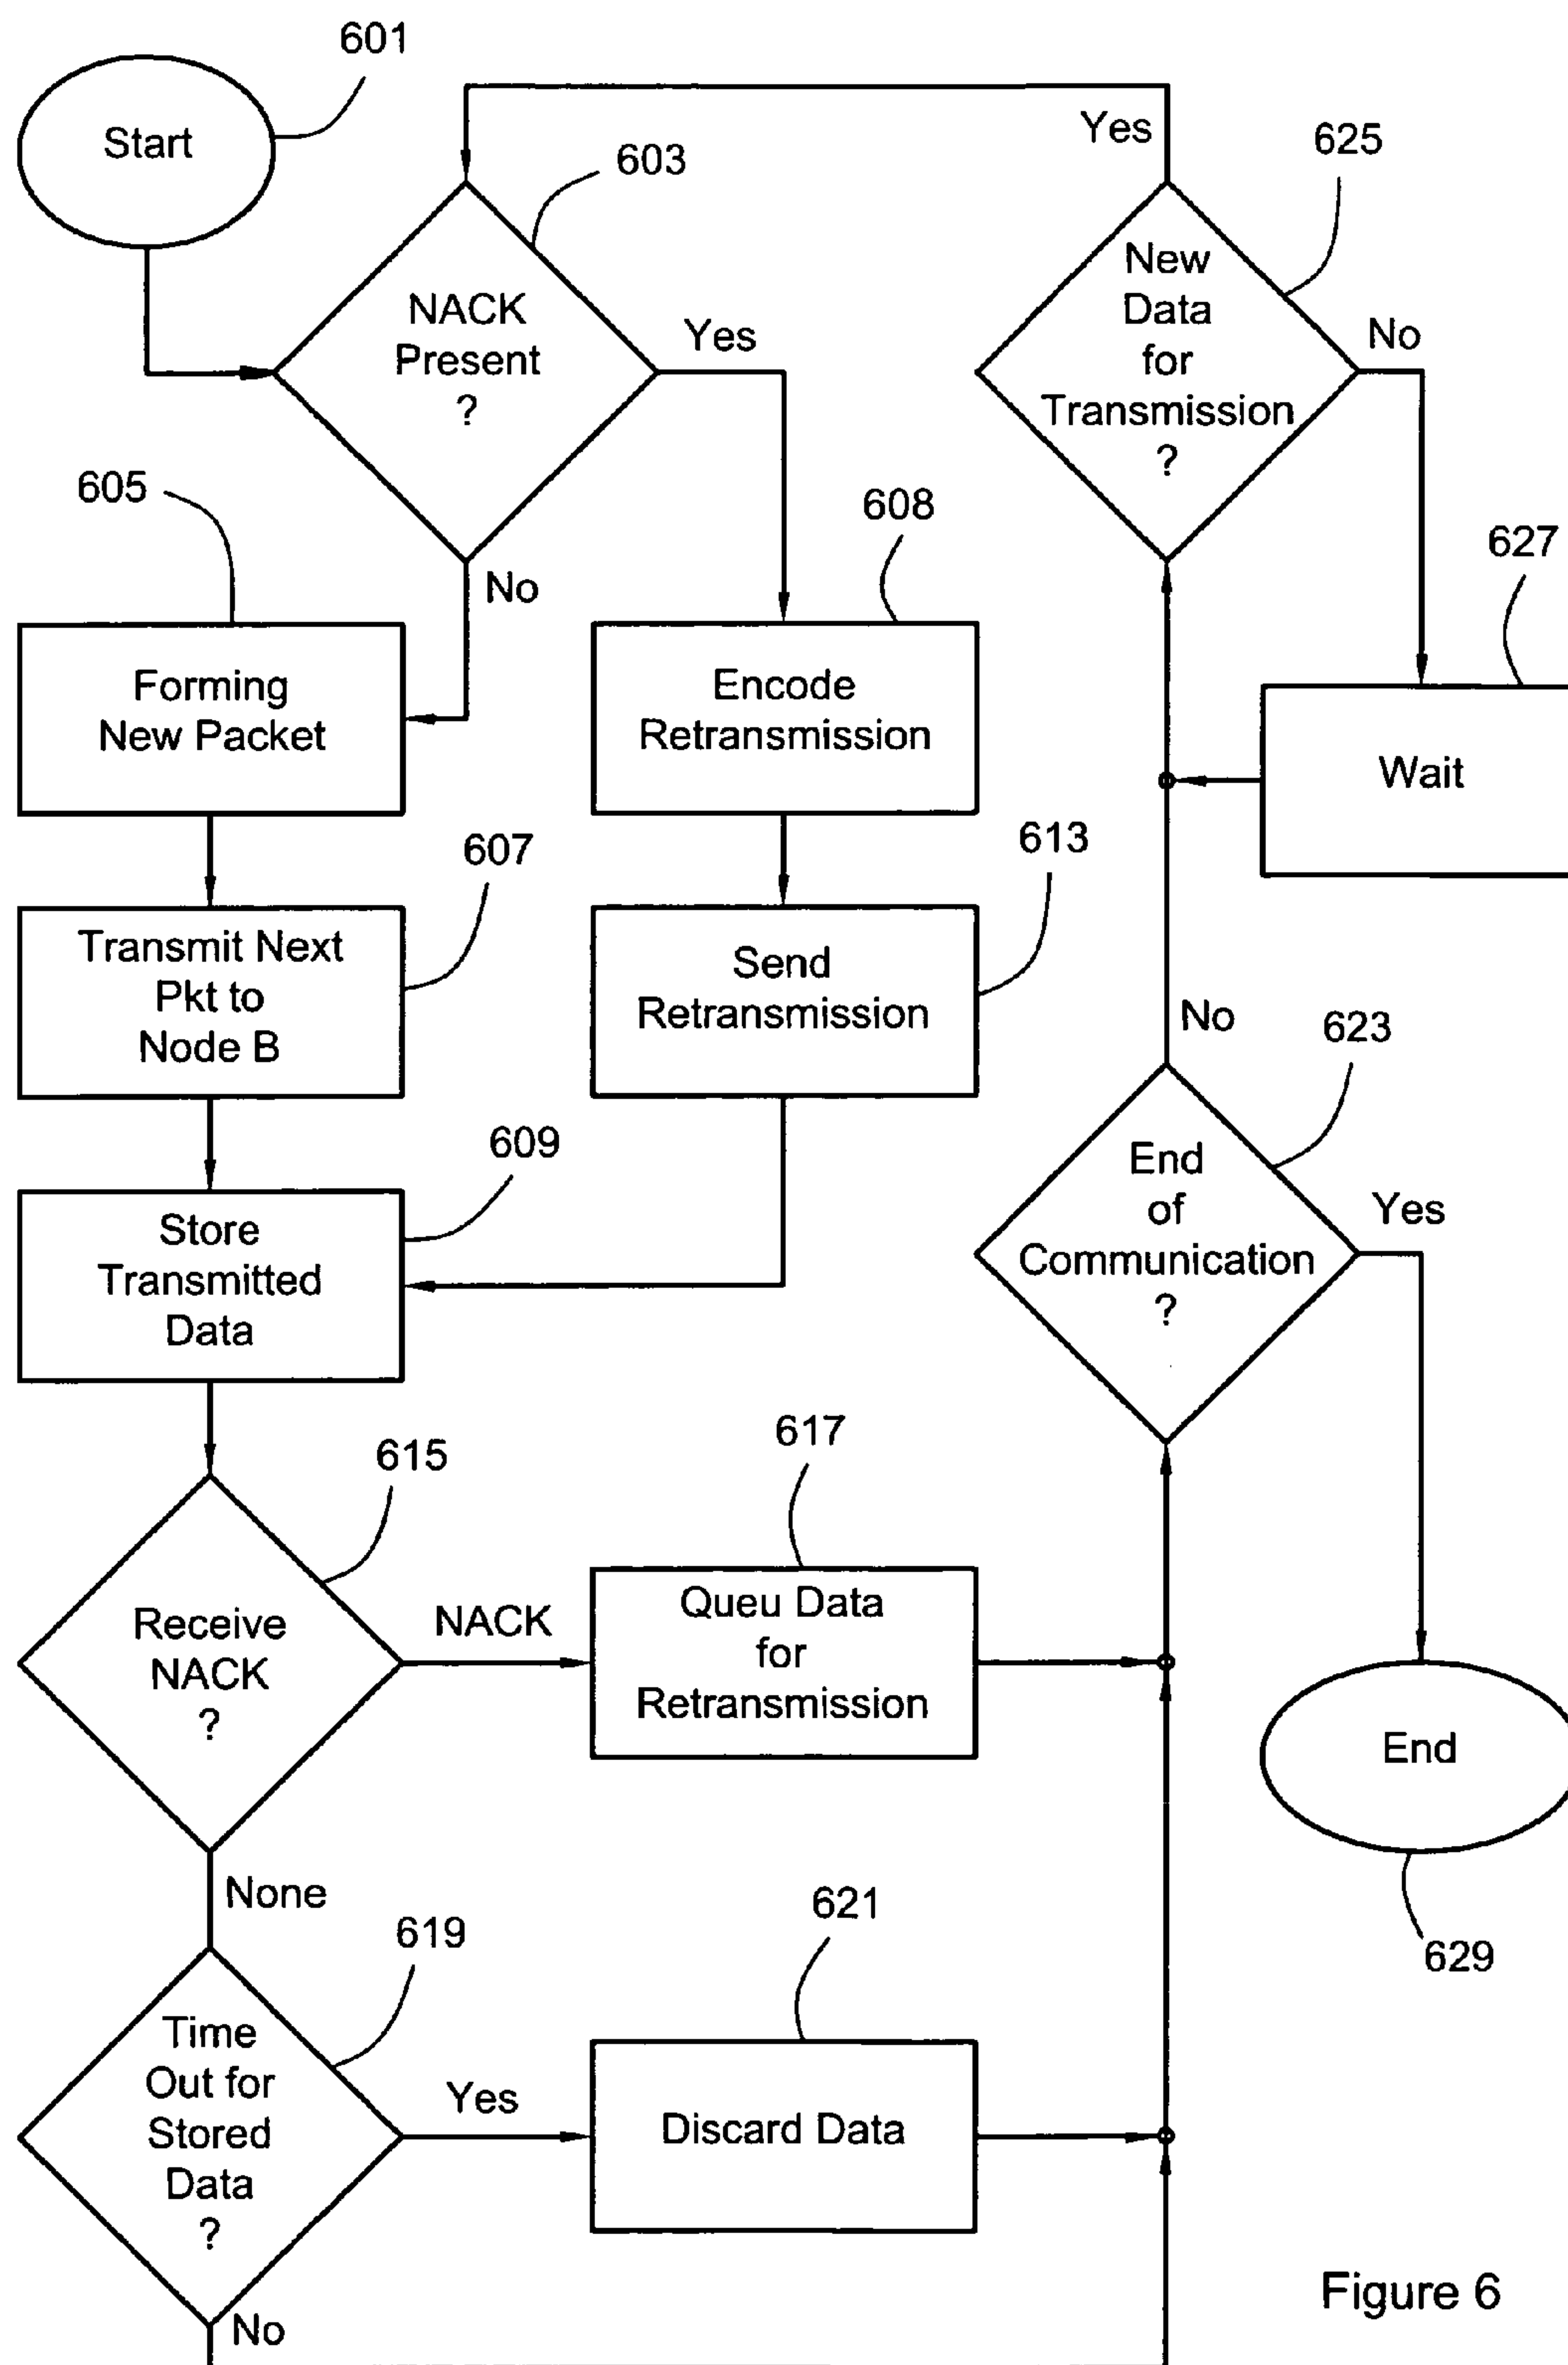 601
Start
603
NACK
Present
?
Yes
No
Yes
625
New
Data
for
Transmission
?
No
605
Forming
New Packet
608
Encode
Retransmission
627
Wait
607
Transmit Next
Pkt to
Node B
613
Send
Retransmission
No
623
End
of
Communication
?
Yes
609
Store
Transmitted
Data
615
Receive
NACK
?
NACK
617
Queu Data
for
Retransmission
End
629
None
619
Time
Out for
Stored
Data
?
Yes
621
Discard Data
No
Figure 6